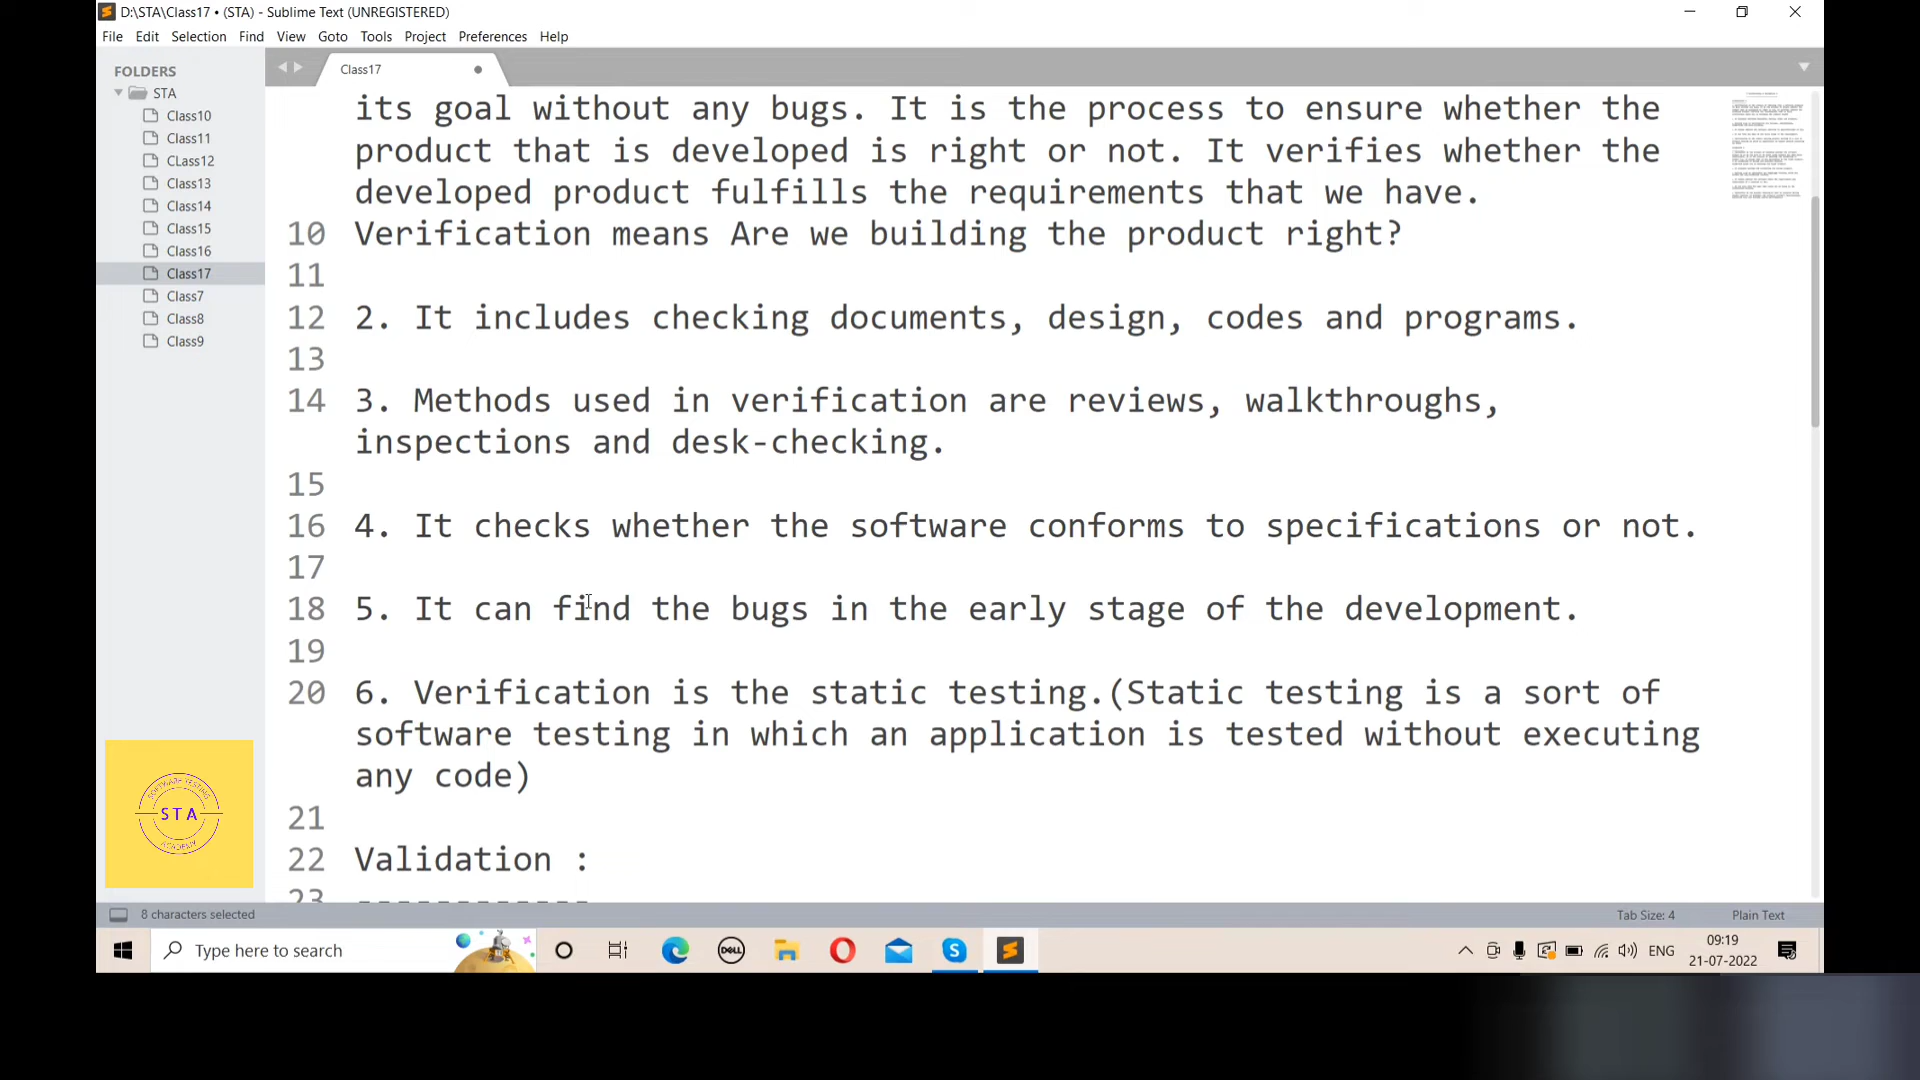 D:\STA\Class17 • (STA) - Sublime Text (UNREGISTERED)
File Edit Selection Find View Goto Tools Project Preferences Help
FOLDERS
STA
Class10
Class11
CLass12
Class13
Class14
Class15
Class16
Class17
Class7
Class8
Class9
Class17
its goal without any bugs. It is the process to ensure whether the
product that is developed is right or not. It verifies whether the
developed product fulfills the requirements that we have.
10 Verification means Are we building the product right?
11
12 2. It includes checking documents, design, codes and programs.
13
14 3. Methods used in verification are reviews, walkthroughs,
inspections and desk-checking.
15
16 4. It checks whether the software conforms to specifications or not.
17
18 5. It can find the bugs in the early stage of the development.
19
20 6. Verification is the static testing.(Static testing is a sort of
software testing in which an application is tested without executing
any code)
21
22 Validation :
23 ------------
SOFTWARE TESTING
STA
ACADEMY
8 characters selected
Tab Size: 4
Plain Text
Type here to search
DELL
ENG
09:19
21-07-2022